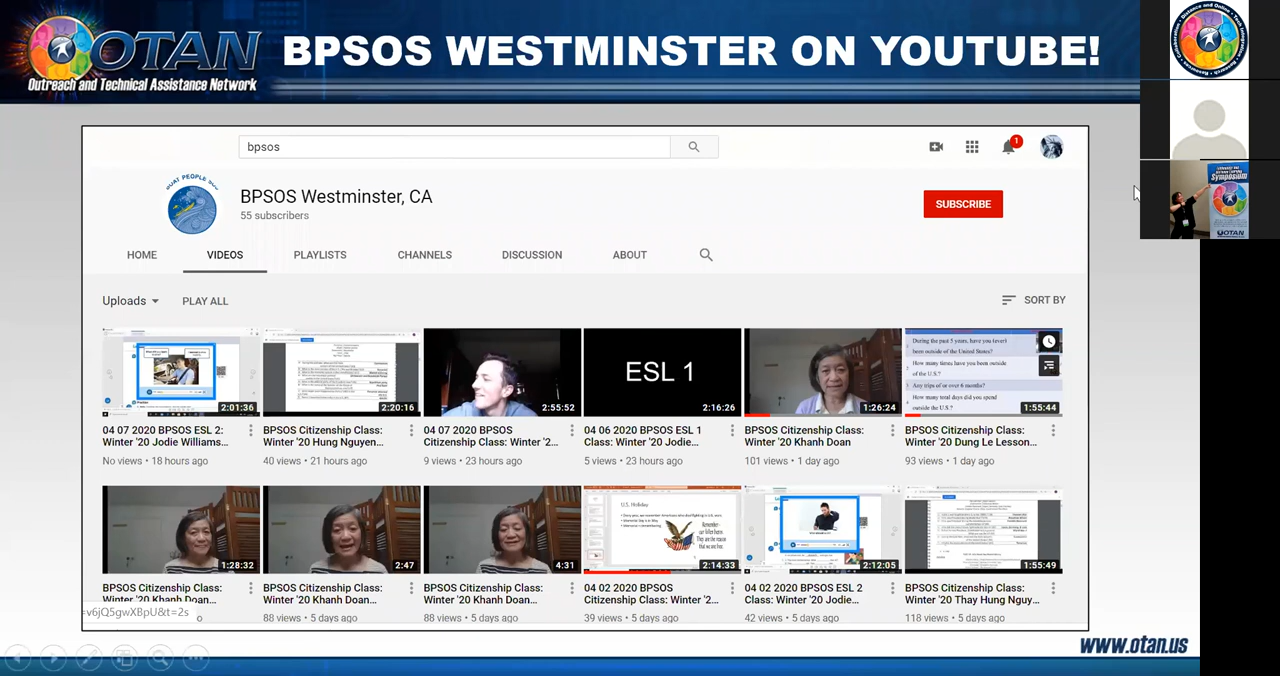 OTAN
Outreach and Technical Assistance Network
BPSOS WESTMINSTER ON YOUTUBE!
bpsos
1
BPSOS Westminster, CA
55 subscribers
SUBSCRIBE
HOME
VIDEOS
PLAYLISTS
CHANNELS
DISCUSSION
ABOUT
Uploads
PLAY ALL
SORT BY
2:01:36
04 07 2020 BPSOS ESL 2:
Winter '20 Jodie Williams...
No views • 18 hours ago
2:20:16
BPSOS Citizenship Class:
Winter '20 Hung Nguyen...
40 views • 21 hours ago
2:55:52
04 07 2020 BPSOS
Citizenship Class: Winter '2...
9 views • 23 hours ago
ESL 1
2:16:26
04 06 2020 BPSOS ESL 1
Class: Winter '20 Jodie...
5 views • 23 hours ago
1:26:24
BPSOS Citizenship Class:
Winter '20 Khanh Doan
101 views • 1 day ago
During the past 5 years, have you (ever)
been outside of the United States?
How many times have you been outside
of the U.S.?
Any trips of or over 6 months?
How many total days did you spend
outside the U.S.?
1:55:44
BPSOS Citizenship Class:
Winter '20 Dung Le Lesson...
93 views • 1 day ago
1:28:32
BPSOS Citizenship Class:
Winter '20 Khanh Doan...
2:47
BPSOS Citizenship Class:
Winter '20 Khanh Doan...
88 views • 5 days ago
4:31
BPSOS Citizenship Class:
Winter '20 Khanh Doan...
88 views • 5 days ago
U.S. Holiday
Remember
2:14:33
04 02 2020 BPSOS
Citizenship Class: Winter '2...
39 views • 5 days ago
2:12:05
04 02 2020 BPSOS ESL 2
Class: Winter '20 Jodie...
42 views • 5 days ago
1:55:49
BPSOS Citizenship Class:
Winter '20 Thay Hung Nguy...
118 views • 5 days ago
=v6jQ5gwXBpU&t=2s
www.otan.us
Symposium
OTAN